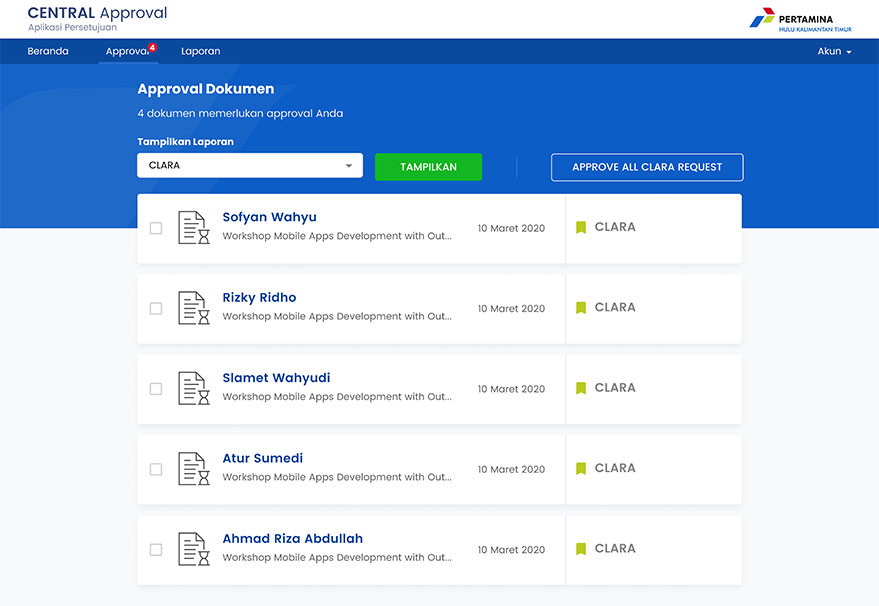 CENTRAL Approval
Aplikasi Persetujuan
PERTAMINA
HULU KALIMANTAN TIMUR
Beranda
Approval
4
Laporan
Akun
Approval Dokumen
4 dokumen memerlukan approval Anda
Tampilkan Laporan
CLARA
TAMPILKAN
APPROVE ALL CLARA REQUEST
Sofyan Wahyu
Workshop Mobile Apps Development with Out...
10 Maret 2020
CLARA
Rizky Ridho
Workshop Mobile Apps Development with Out...
10 Maret 2020
CLARA
Slamet Wahyudi
Workshop Mobile Apps Development with Out...
10 Maret 2020
CLARA
Atur Sumedi
Workshop Mobile Apps Development with Out...
10 Maret 2020
CLARA
Ahmad Riza Abdullah
Workshop Mobile Apps Development with Out...
10 Maret 2020
CLARA